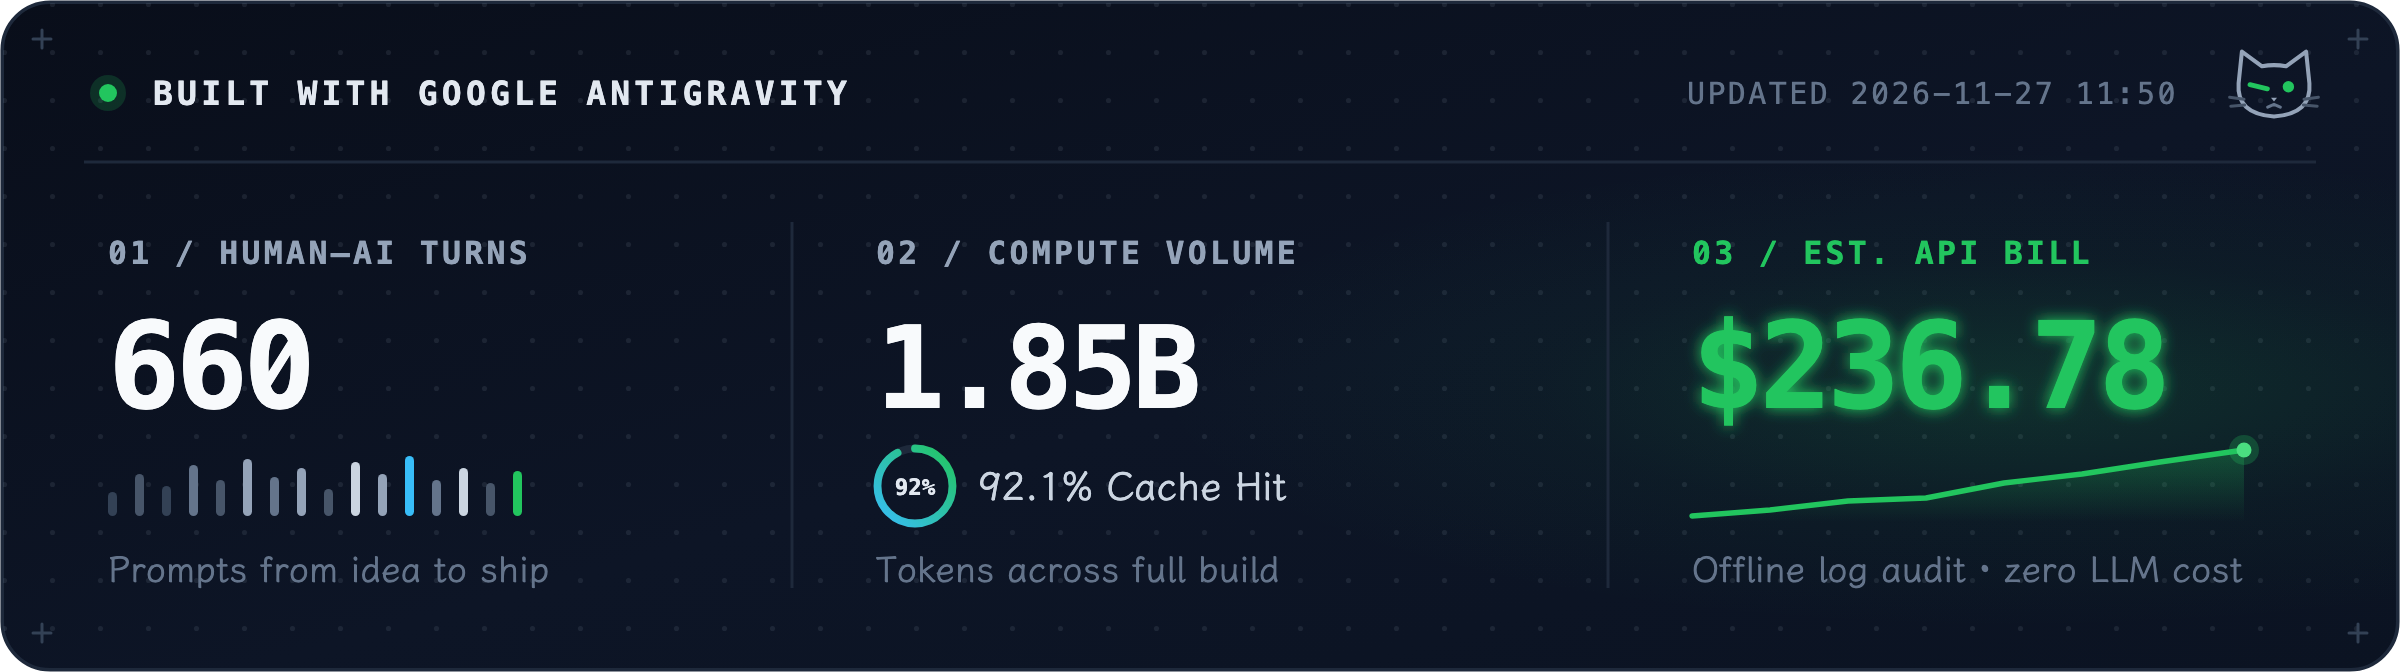 BUILT WITH GOOGLE ANTIGRAVITY
UPDATED 2026-11-27 11:50
01 / HUMAN-AI TURNS
660
Prompts from idea to ship
02 / COMPUTE VOLUME
1.85B
92%
92.1% Cache Hit
Tokens across full build
03 / EST. API BILL
$236.78
Offline log audit • zero LLM cost